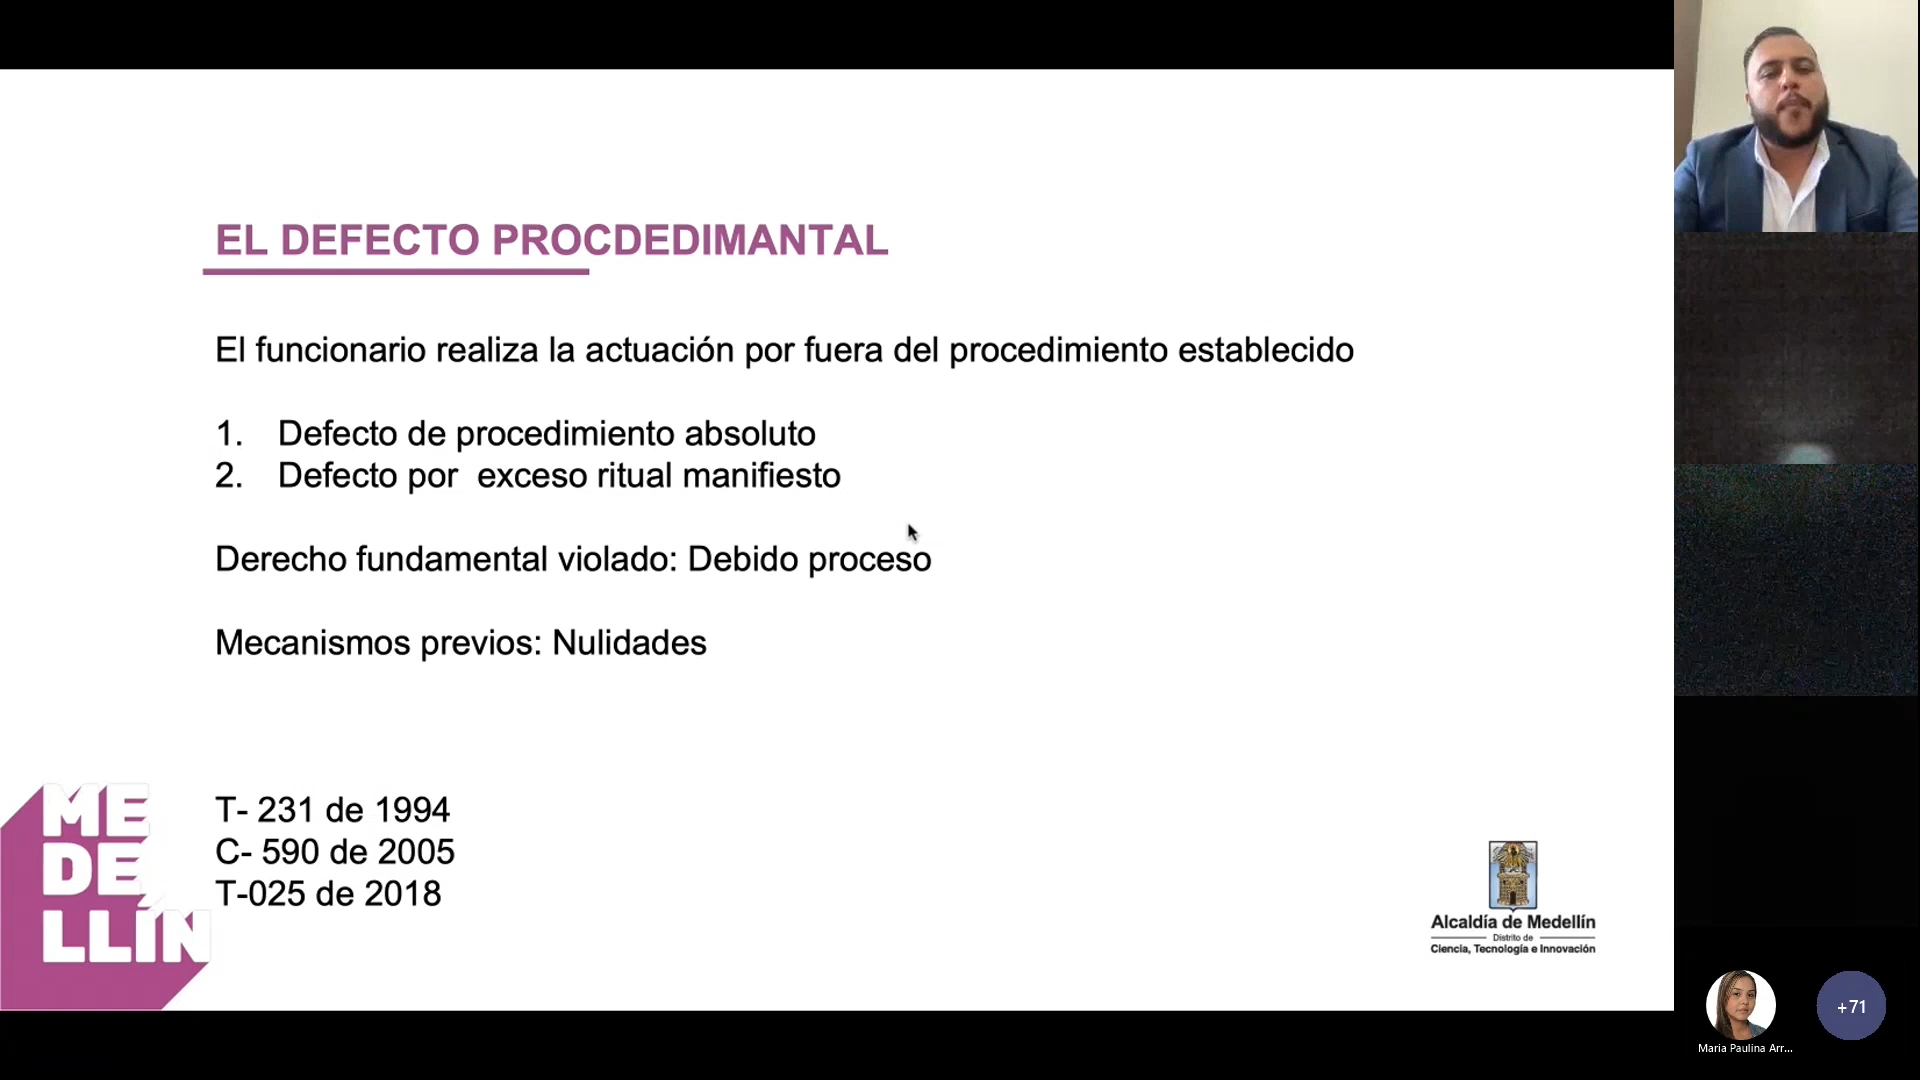 EL DEFECTO PROCDEDIMANTAL
El funcionario realiza la actuación por fuera del procedimiento establecido
1. Defecto de procedimiento absoluto
2. Defecto por exceso ritual manifiesto
Derecho fundamental violado: Debido proceso
Mecanismos previos: Nulidades
T- 231 de 1994
C- 590 de 2005
T-025 de 2018
ME
DE
LLÍN
Alcaldía de Medellín
Distrito de
Ciencia, Tecnología e Innovación
+71
Maria Paulina Arr...